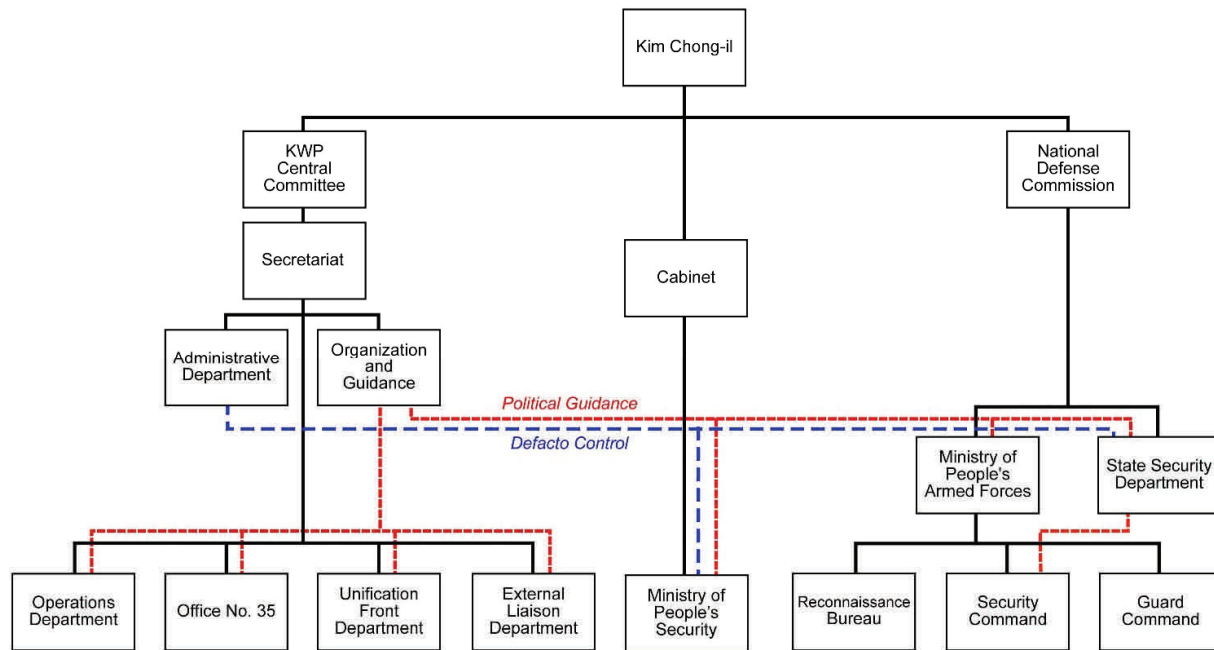 Kim Chong-il
KWP
Central
Committee
National
Defense
Commission
Secretariat
Cabinet
Administrative
Department
Organization
and
Guidance
Political Guidance
Defacto Control
Ministry of
People's
Armed Forces
State Security
Department
Operations
Department
Office No. 35
Unification
Front
Department
External
Liaison
Department
Ministry of
People's
Security
Reconnaissance
Bureau
Security
Command
Guard
Command